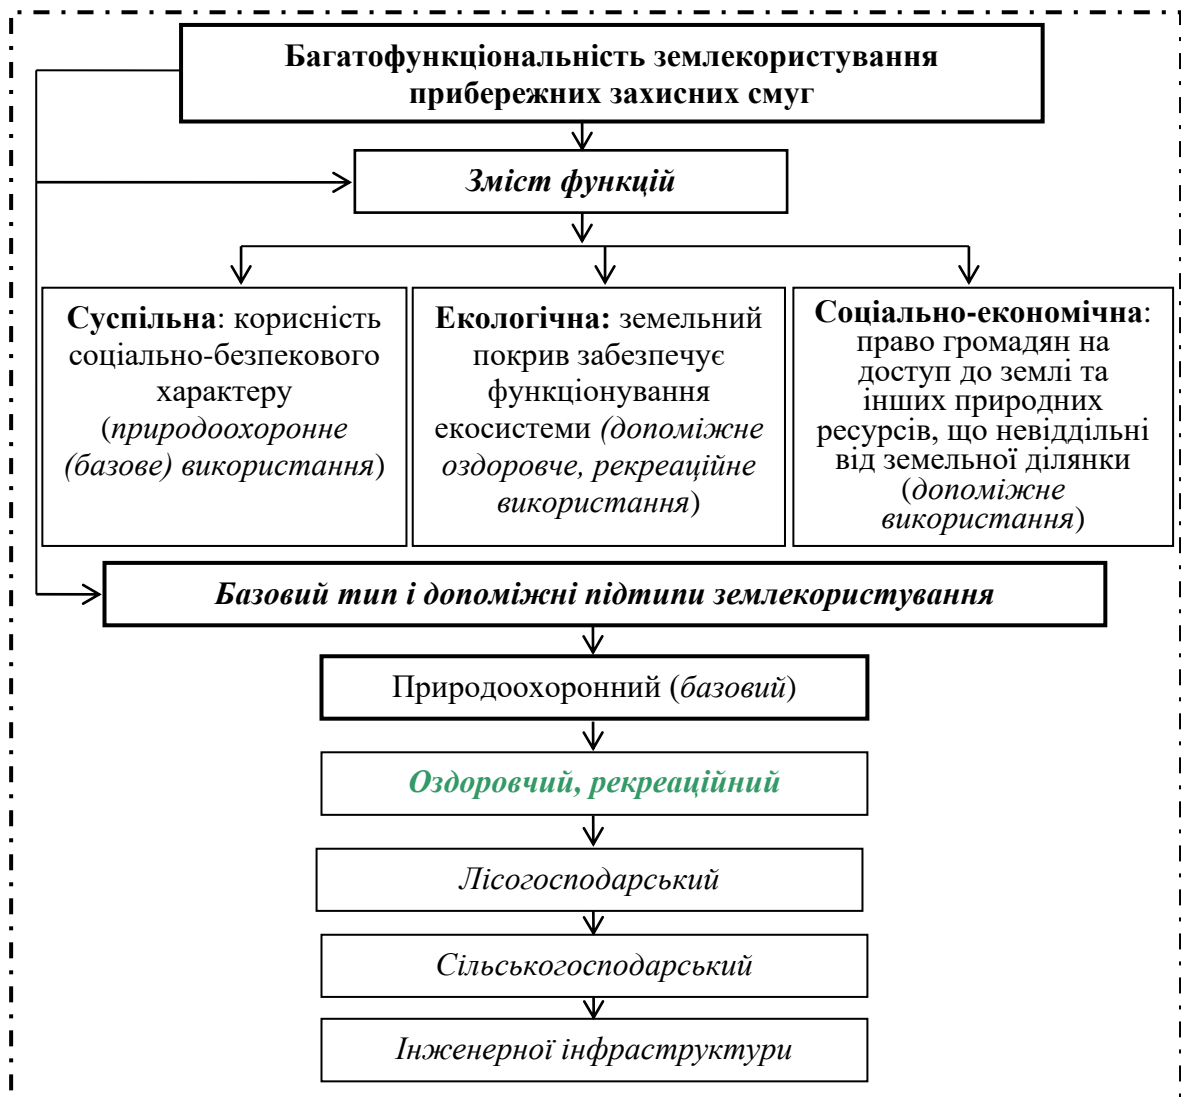 Багатофункціональність землекористування
прибережних захисних смуг
Зміст функцій
Суспільна: корисність
соціально-безпекового
характеру
(природоохоронне
(базове) використання)
Екологічна: земельний
покрив забезпечує
функціонування
екосистеми (допоміжне
оздоровче, рекреаційне
використання)
Соціально-економічна:
право громадян на
доступ до землі та
інших природних
ресурсів, що невіддільні
від земельної ділянки
(допоміжне
використання)
Базовий тип і допоміжні підтипи землекористування
Природоохоронний (базовий)
Оздоровчий, рекреаційний
Лісогосподарський
Сільськогосподарський
Інженерної інфраструктури